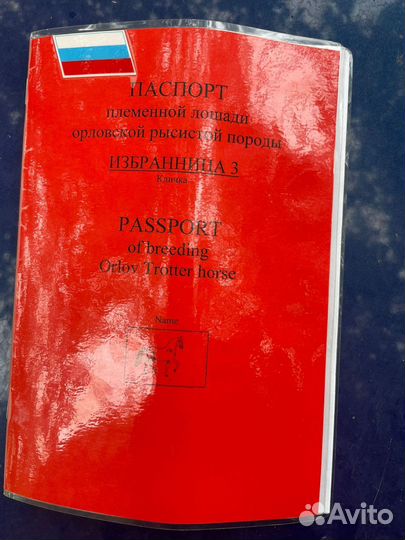 ПАСПОРТ
племенной лошади
орловской рысистой породы
ИЗБРАННИЦА 3
Кличка
PASSPORT
of breeding
Orlov Trotter horse
Name
Avito